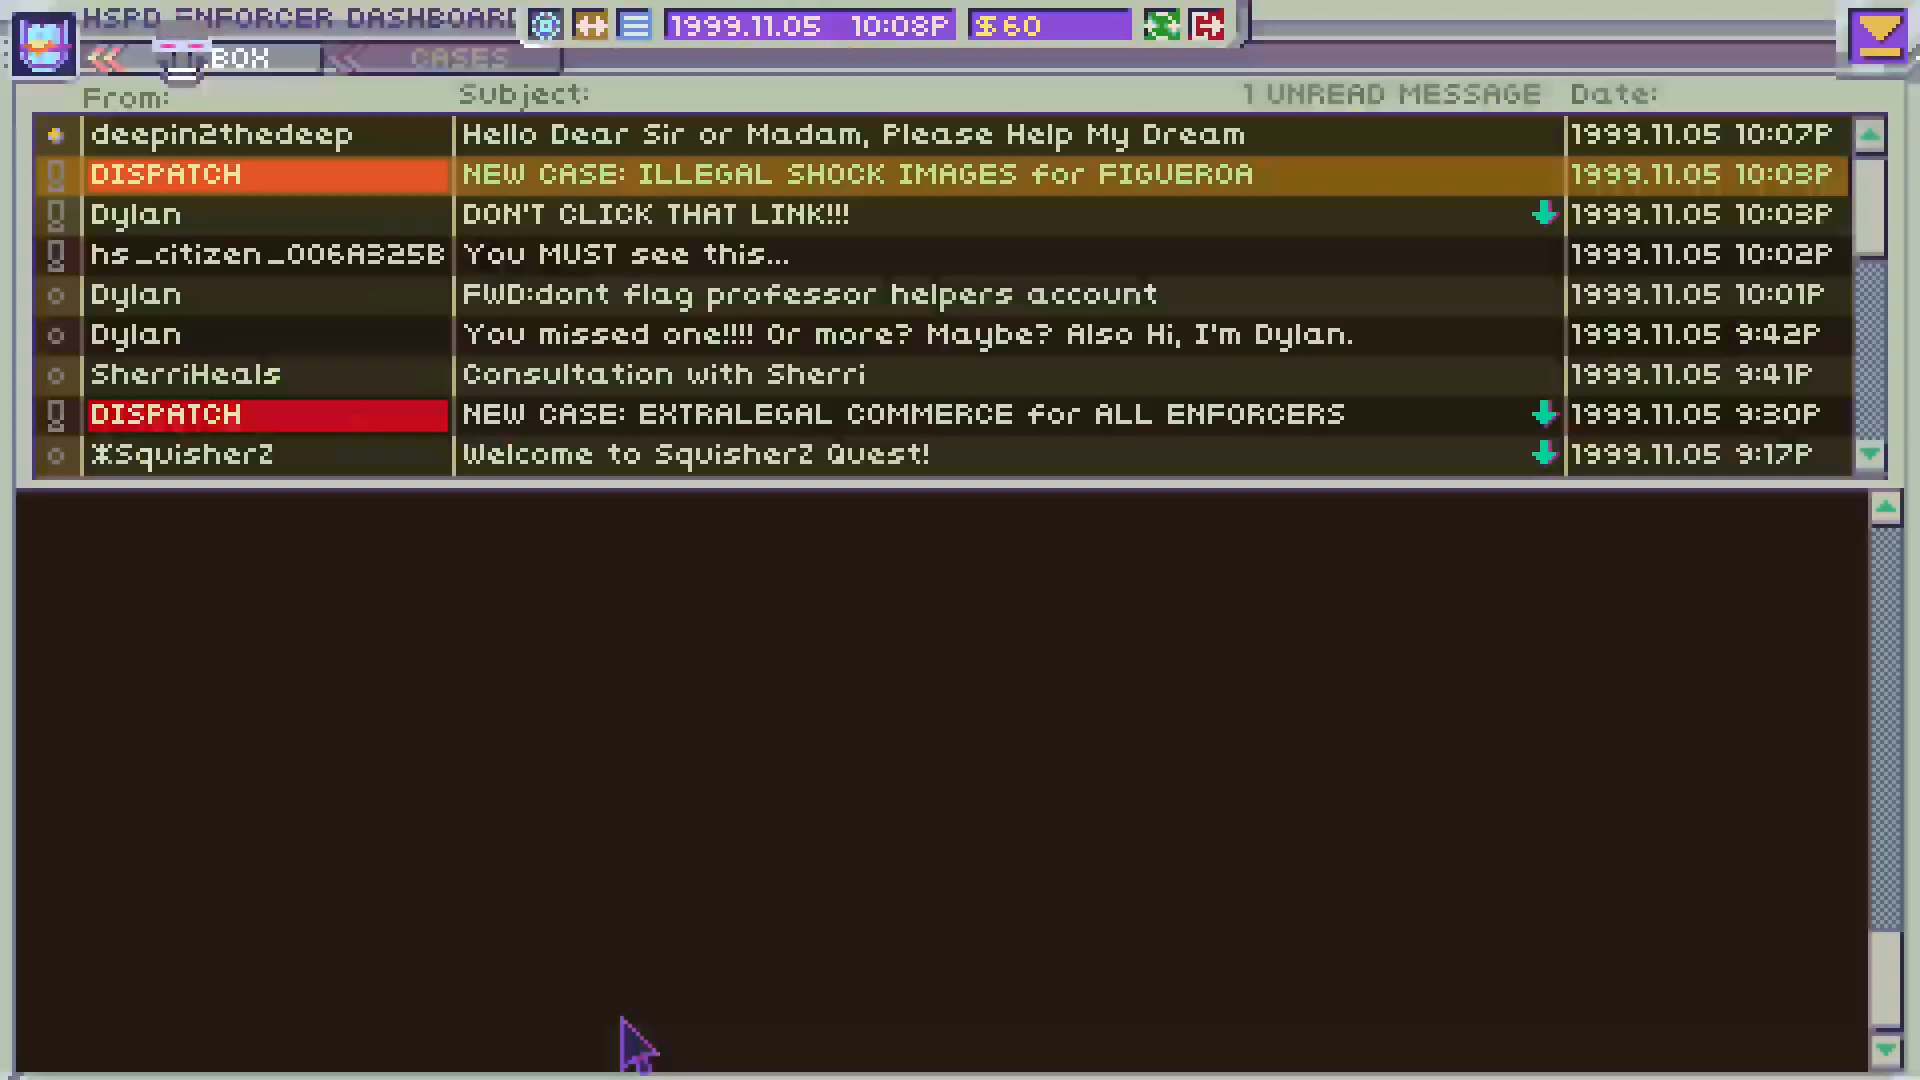 HSPD ENFORCER DASHBOARD
1999.11.05 10:08P
60
BOX
CASES
From:
Subject:
1 UNREAD MESSAGE
Date:
deepin2thedeep Hello Dear Sir or Madam, Please Help My Dream 1999.11.05 10:07P
DISPATCH NEW CASE: ILLEGAL SHOCK IMAGES for FIGUEROA 1999.11.05 10:03P
Dylan DON'T CLICK THAT LINK!!! 1999.11.05 10:03P
hs_citizen_006A325B You MUST see this... 1999.11.05 10:02P
Dylan FWD:dont flag professor helpers account 1999.11.05 10:01P
Dylan You missed one!!!! Or more? Maybe? Also Hi, I'm Dylan. 1999.11.05 9:42P
SherriHeals Consultation with Sherri 1999.11.05 9:41P
DISPATCH NEW CASE: EXTRALEGAL COMMERCE for ALL ENFORCERS 1999.11.05 9:30P
SquisherZ Welcome to SquisherZ Quest! 1999.11.05 9:17P